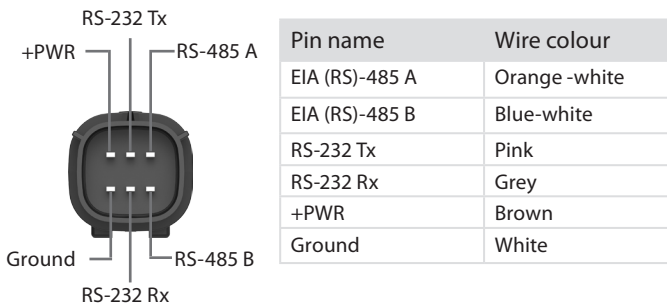 RS-232 Tx
+PWR
RS-485 A
Ground
RS-485 B
RS-232 Rx
Pin name Wire colour
EIA (RS)-485 A Orange -white
EIA (RS)-485 B Blue-white
RS-232 Tx Pink
RS-232 Rx Grey
+PWR Brown
Ground White